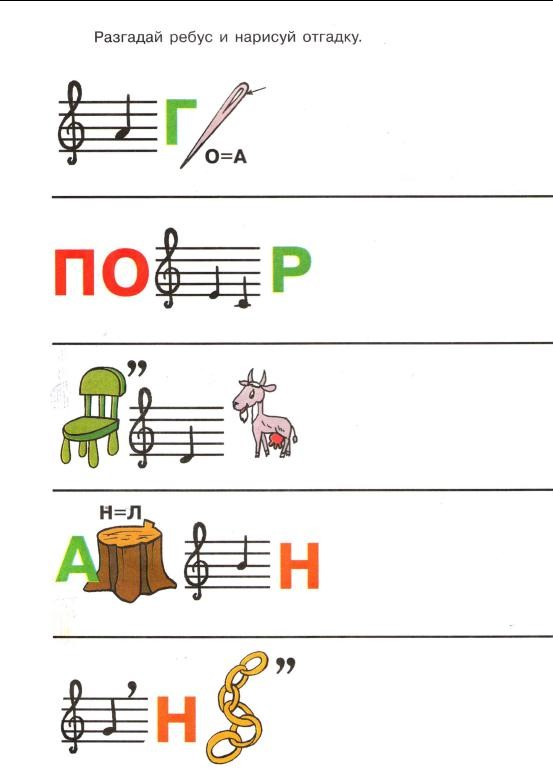 Разгадай ребус и нарисуй отгадку.
Г
О=А
ПО Р
”
Н=Л
А Н
’ ”
Н